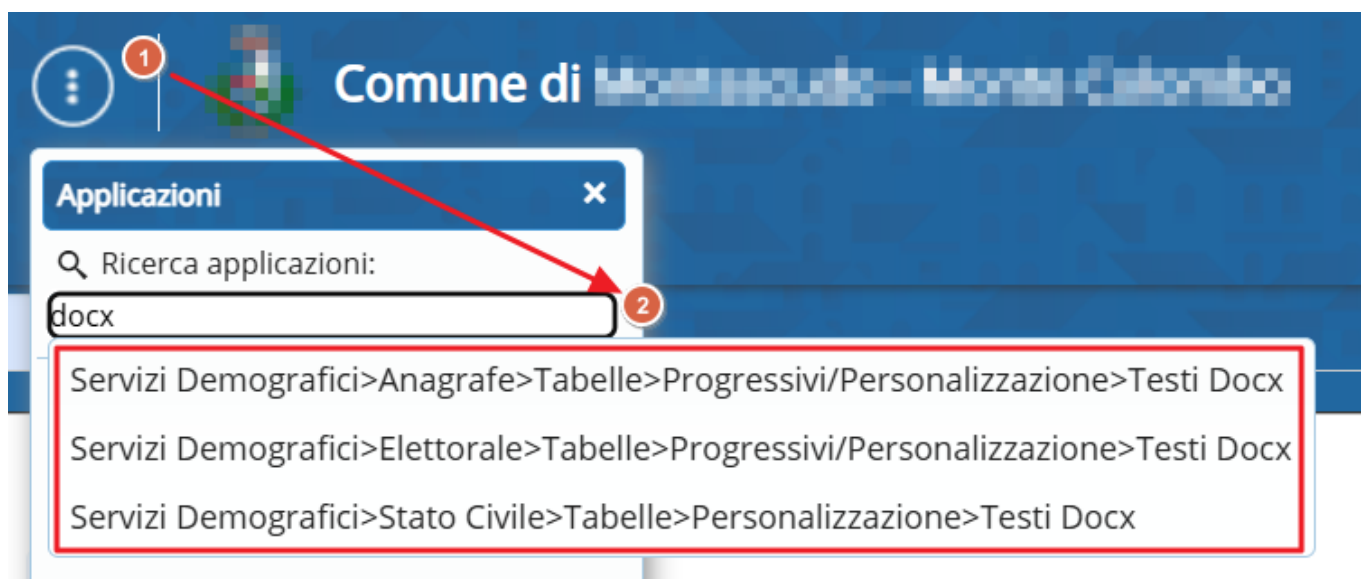 1
Comune di
Applicazioni ×
Ricerca applicazioni:
docx
2
Servizi Demografici>Anagrafe>Tabelle>Progressivi/Personalizzazione>Testi Docx
Servizi Demografici>Elettorale>Tabelle>Progressivi/Personalizzazione>Testi Docx
Servizi Demografici>Stato Civile>Tabelle>Personalizzazione>Testi Docx